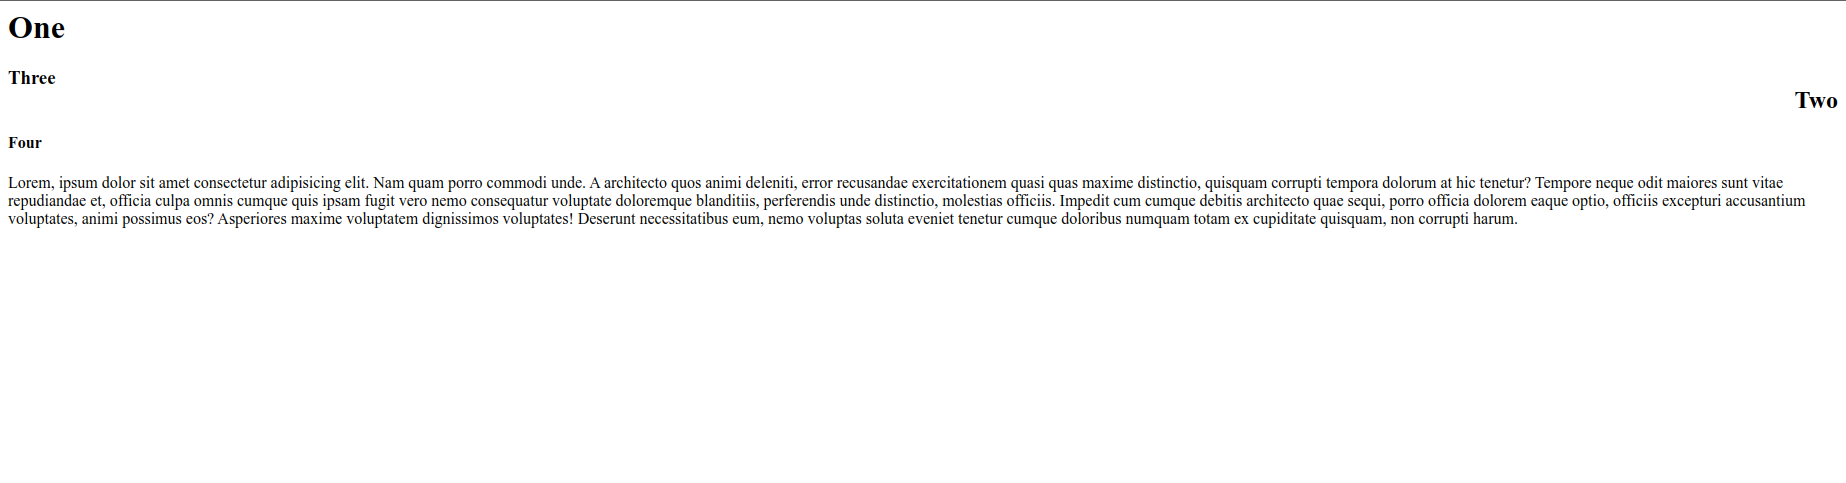 One
Three
Two
Four
Lorem, ipsum dolor sit amet consectetur adipisicing elit. Nam quam porro commodi unde. A architecto quos animi deleniti, error recusandae exercitationem quasi quas maxime distinctio, quisquam corrupti tempora dolorum at hic tenetur? Tempore neque odit maiores sunt vitae
repudiandae et, officia culpa omnis cumque quis ipsam fugit vero nemo consequatur voluptate doloremque blanditiis, perferendis unde distinctio, molestias officiis. Impedit cum cumque debitis architecto quae sequi, porro officia dolorem eaque optio, officiis excepturi accusantium
voluptates, animi possimus eos? Asperiores maxime voluptatem dignissimos voluptates! Deserunt necessitatibus eum, nemo voluptas soluta eveniet tenetur cumque doloribus numquam totam ex cupiditate quisquam, non corrupti harum.